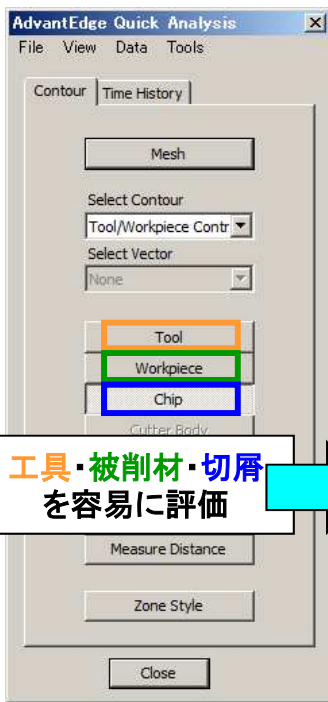 AdvantEdge Quick Analysis
File View Data Tools
Contour Time History
Mesh
Select Contour
Tool/Workpiece Contr
Select Vector
None
Tool
Workpiece
Chip
Cutter Body
工具・被削材・切屑
を容易に評価
Measure Distance
Zone Style
Close